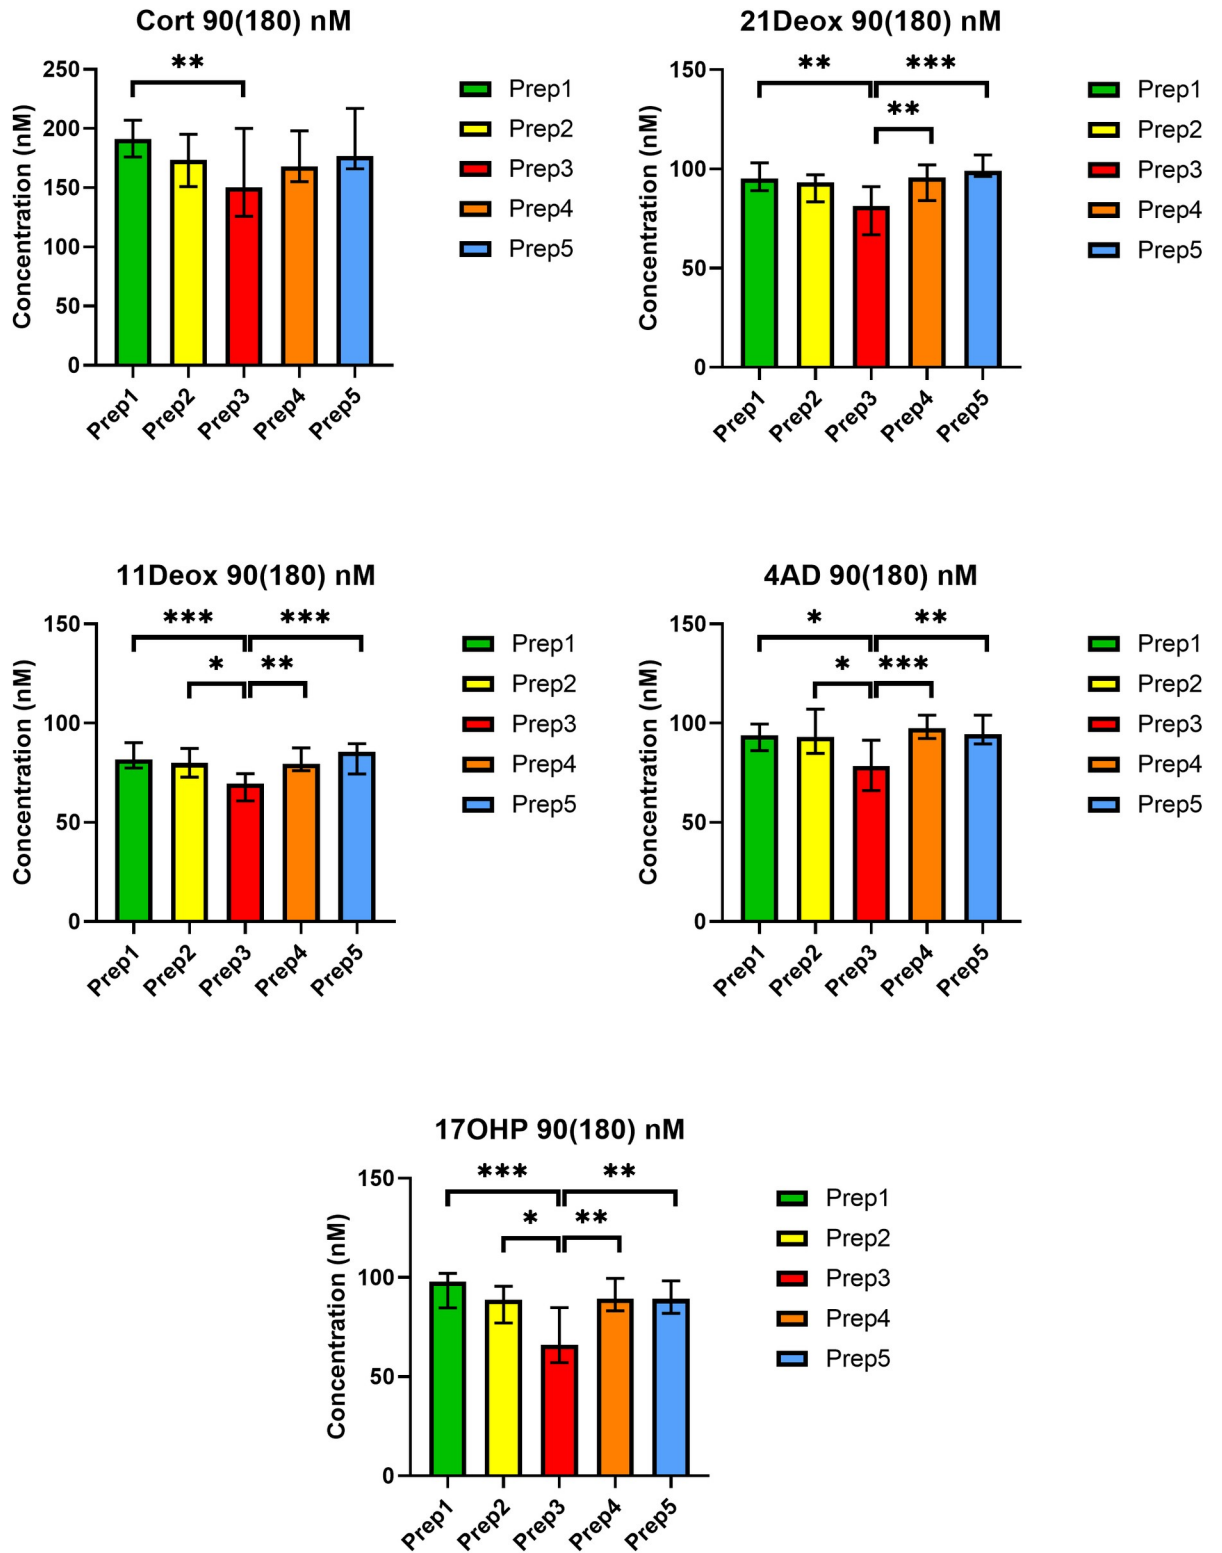 Cort 90(180) nM
**
Concentration (nM)
250
200
150
100
50
0
Prep1
Prep2
Prep3
Prep4
Prep5
Prep1
Prep2
Prep3
Prep4
Prep5
21Deox 90(180) nM
** ***
**
Concentration (nM)
150
100
50
0
Prep1
Prep2
Prep3
Prep4
Prep5
Prep1
Prep2
Prep3
Prep4
Prep5
11Deox 90(180) nM
*** ***
* **
Concentration (nM)
150
100
50
0
Prep1
Prep2
Prep3
Prep4
Prep5
Prep1
Prep2
Prep3
Prep4
Prep5
4AD 90(180) nM
* **
* ***
Concentration (nM)
150
100
50
0
Prep1
Prep2
Prep3
Prep4
Prep5
Prep1
Prep2
Prep3
Prep4
Prep5
17OHP 90(180) nM
*** **
* **
Concentration (nM)
150
100
50
0
Prep1
Prep2
Prep3
Prep4
Prep5
Prep1
Prep2
Prep3
Prep4
Prep5